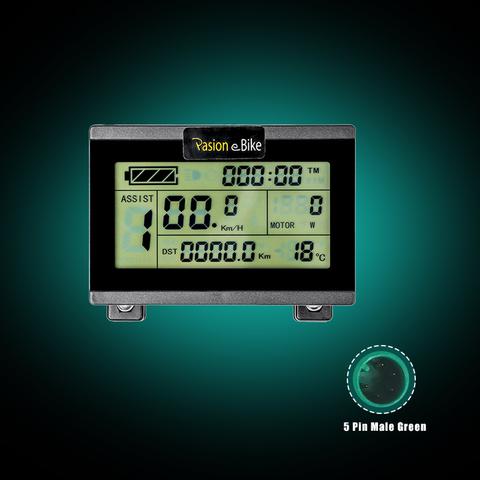 Pasion eBike
000:00 TM
ASSIST
1
00.0
Km/H
0
MOTOR W
DST 0000.0 Km
18 °C
5 Pin Male Green